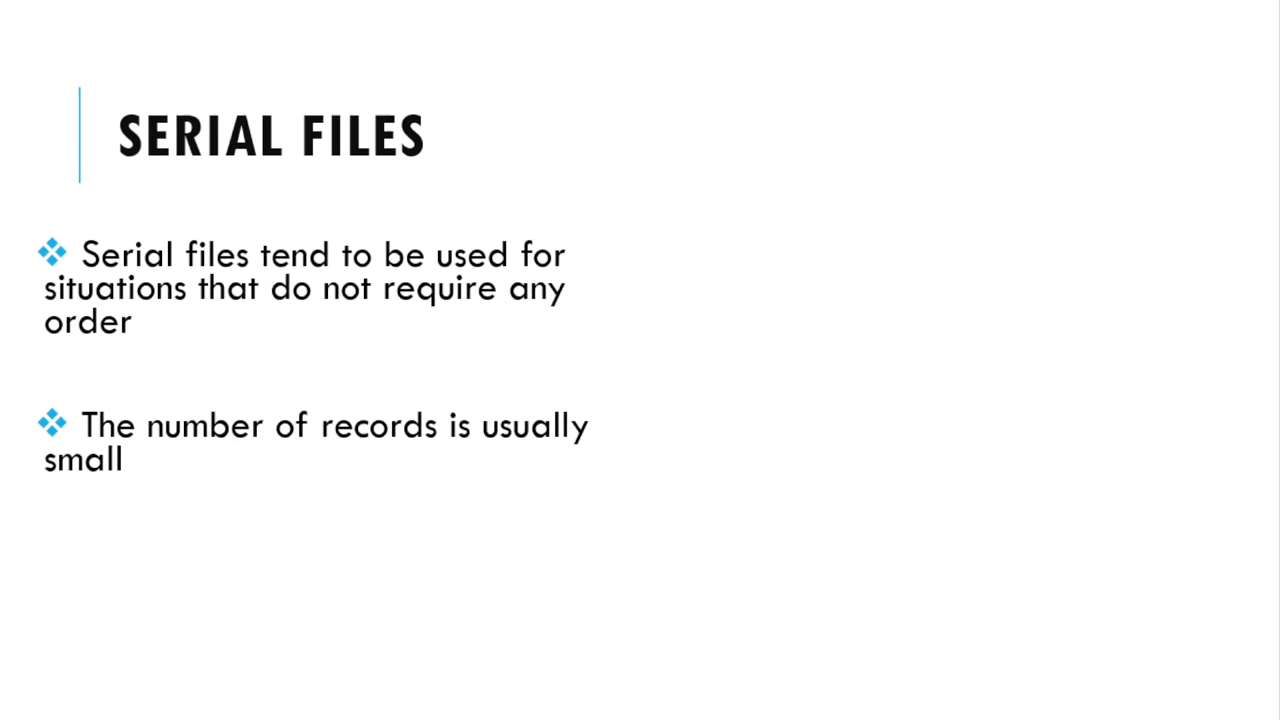 SERIAL FILES
❖ Serial files tend to be used for
situations that do not require any
order
❖ The number of records is usually
small